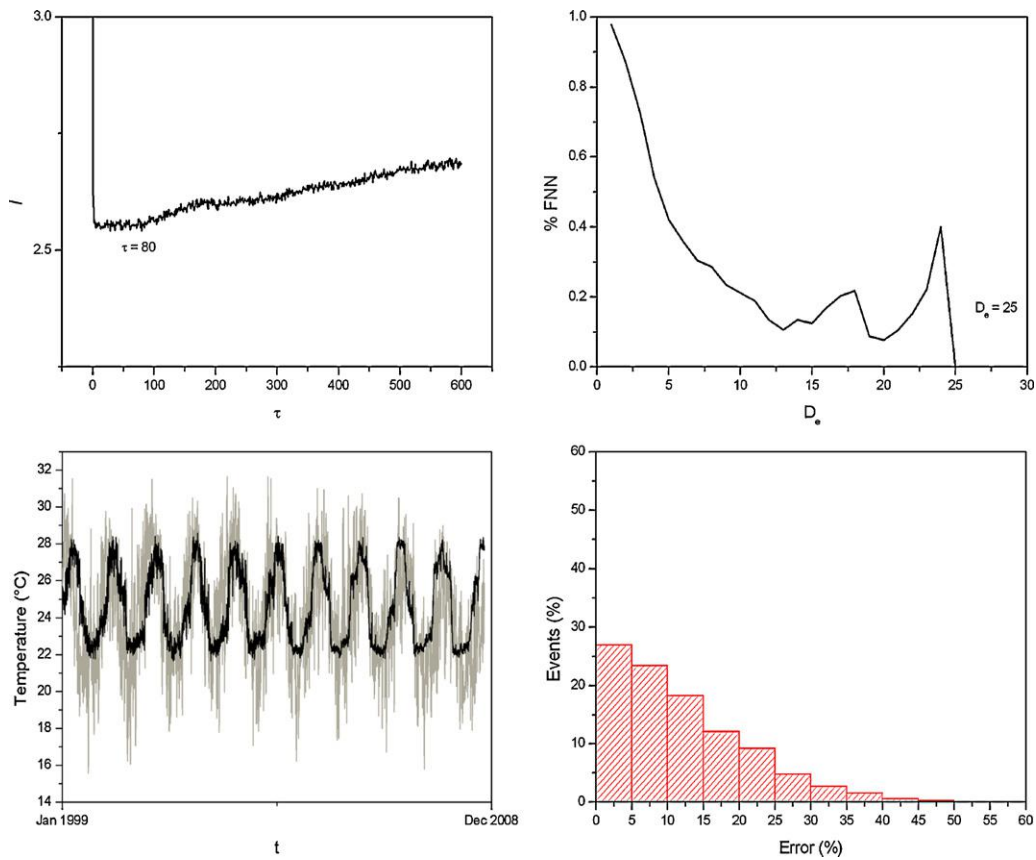 3.0
2.5
I
τ = 80
0 100 200 300 400 500 600
τ
1.0
0.8
0.6
0.4
0.2
0.0
% FNN
D_e = 25
0 5 10 15 20 25 30
D_e
32
30
28
26
24
22
20
18
16
14
Temperature (°C)
Jan 1999 Dec 2008
t
60
50
40
30
20
10
0
Events (%)
0 5 10 15 20 25 30 35 40 45 50 55 60
Error (%)